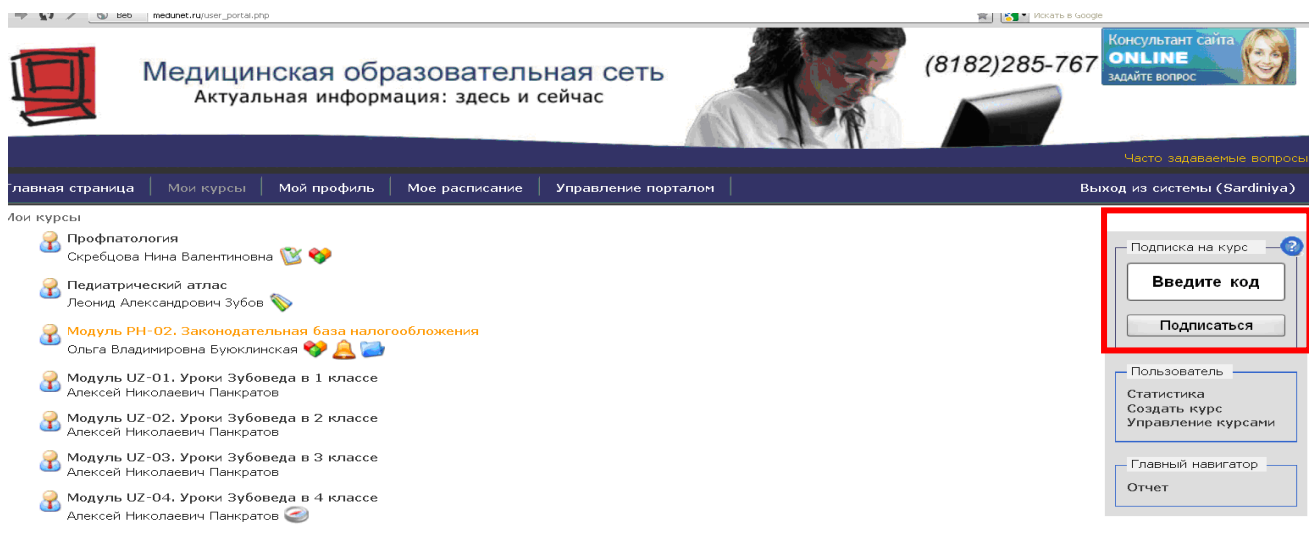 Веб
medunet.ru/user_portal.php
Искать в Google
Медицинская образовательная сеть
Актуальная информация: здесь и сейчас
(8182)285-767
Консультант сайта
ONLINE
ЗАДАЙТЕ ВОПРОС
Часто задаваемые вопросы
Главная страница
Мои курсы
Мой профиль
Мое расписание
Управление порталом
Выход из системы (Sardiniya)
Мои курсы
Профпатология
Скребцова Нина Валентиновна
Педиатрический атлас
Леонид Александрович Зубов
Модуль РН-02. Законодательная база налогообложения
Ольга Владимировна Буюклинская
Модуль UZ-01. Уроки Зубоведа в 1 классе
Алексей Николаевич Панкратов
Модуль UZ-02. Уроки Зубоведа в 2 классе
Алексей Николаевич Панкратов
Модуль UZ-03. Уроки Зубоведа в 3 классе
Алексей Николаевич Панкратов
Модуль UZ-04. Уроки Зубоведа в 4 классе
Алексей Николаевич Панкратов
Подписка на курс
?
Введите код
Подписаться
Пользователь
Статистика
Создать курс
Управление курсами
Главный навигатор
Отчет